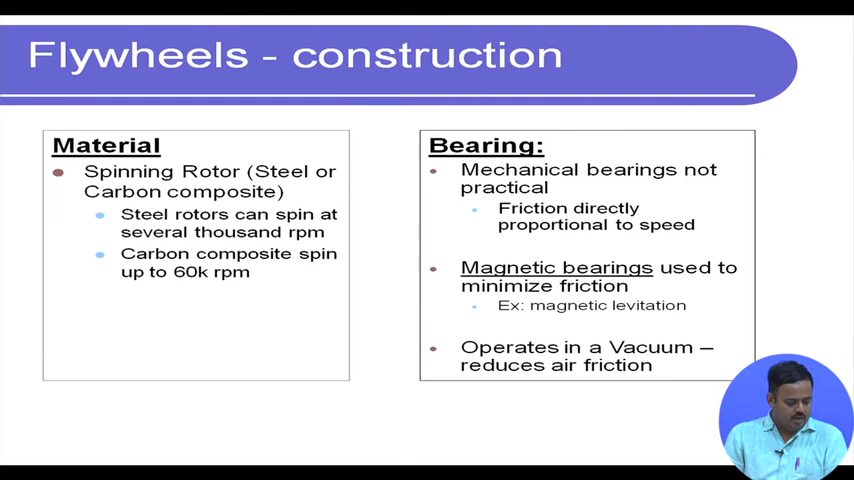 Flywheels - construction
Material
Spinning Rotor (Steel or
Carbon composite)
Steel rotors can spin at
several thousand rpm
Carbon composite spin
up to 60k rpm
Bearing:
Mechanical bearings not
practical
Friction directly
proportional to speed
Magnetic bearings used to
minimize friction
Ex: magnetic levitation
Operates in a Vacuum –
reduces air friction